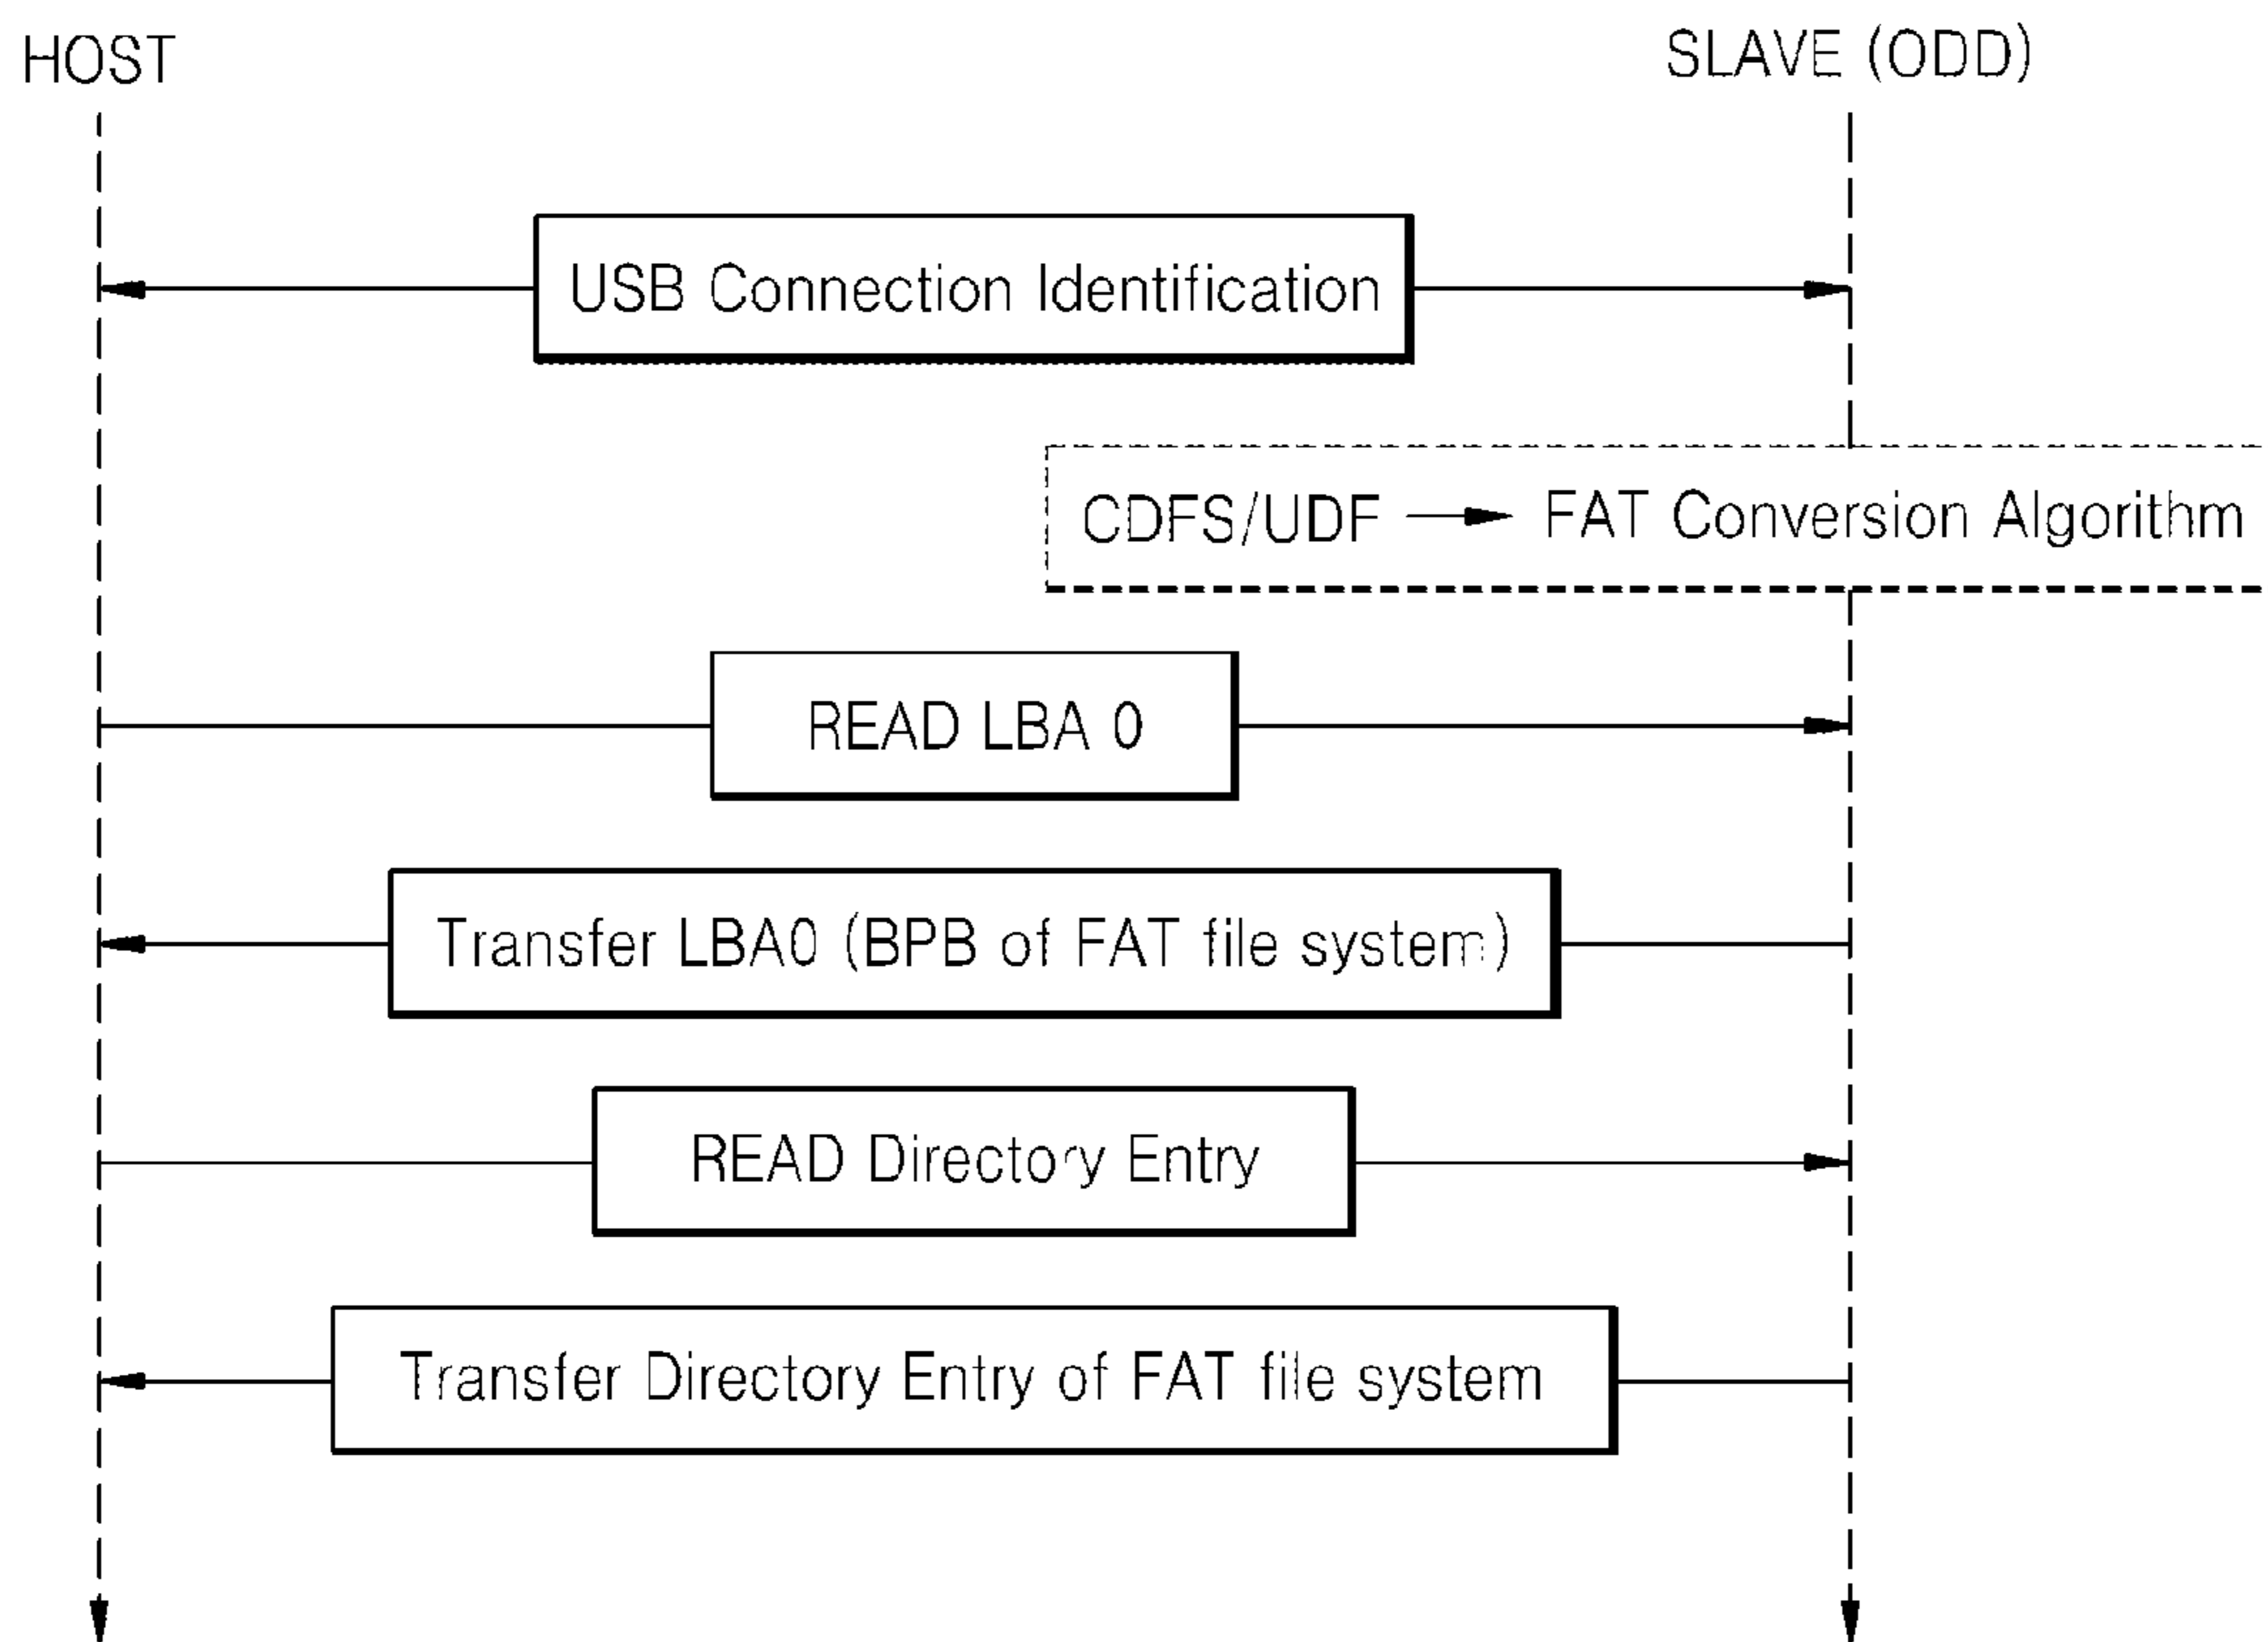 HOST
SLAVE (ODD)
USB Connection Identification
CDFS/UDF → FAT Conversion Algorithm
READ LBA 0
Transfer LBA0 (BPB of FAT file system)
READ Directory Entry
Transfer Directory Entry of FAT file system